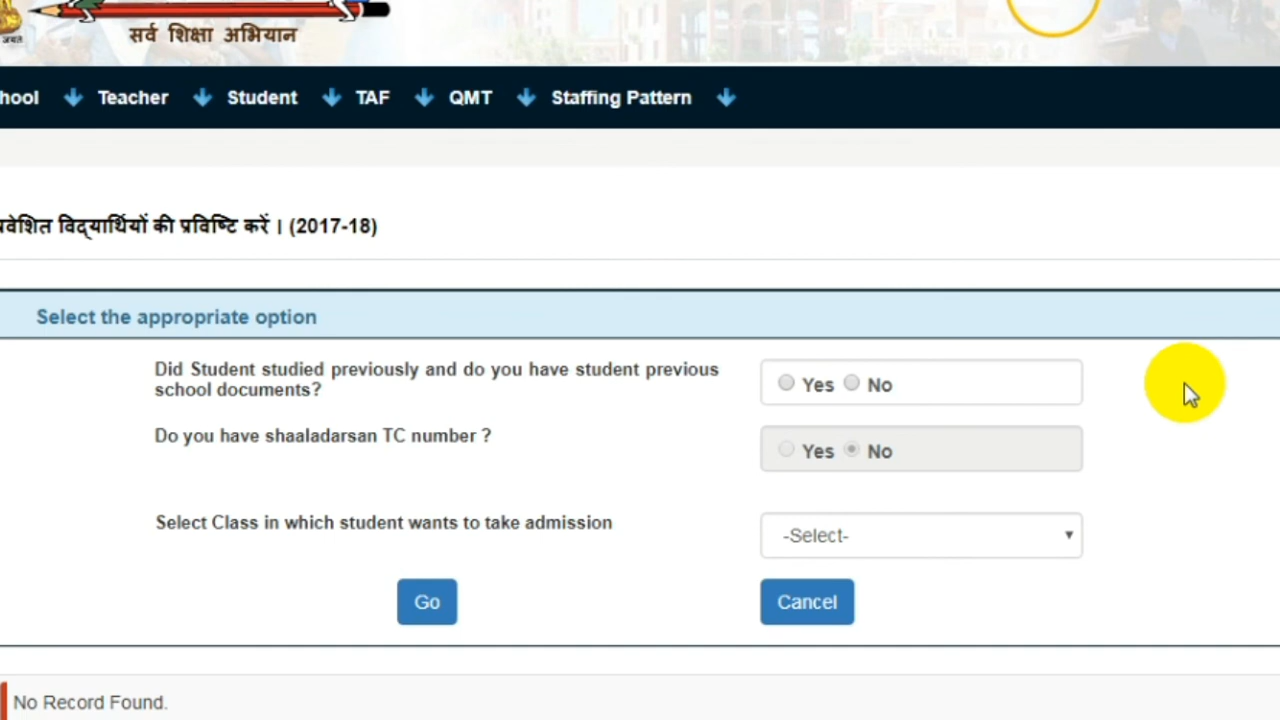 सर्व शिक्षा अभियान
hool Teacher Student TAF QMT Staffing Pattern
प्रवेशित विद्यार्थियों की प्रविष्टि करें । (2017-18)
Select the appropriate option
Did Student studied previously and do you have student previous
school documents?
Yes No
Do you have shaaladarsan TC number ?
Yes No
Select Class in which student wants to take admission
-Select-
Go Cancel
No Record Found.